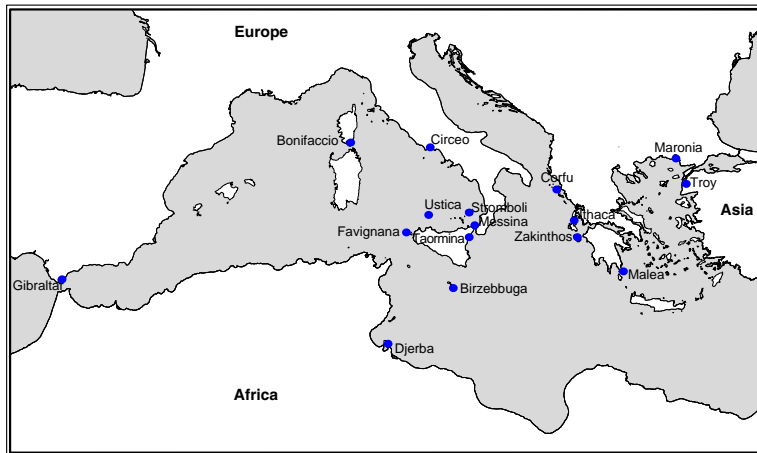 Europe
Bonifaccio
Circeo
Maronia
Corfu
Troy
Ustica
Stromboli
Ithaca
Asia
Messina
Favignana
Taormina
Zakinthos
Gibraltar
Malea
Birzebbuga
Djerba
Africa